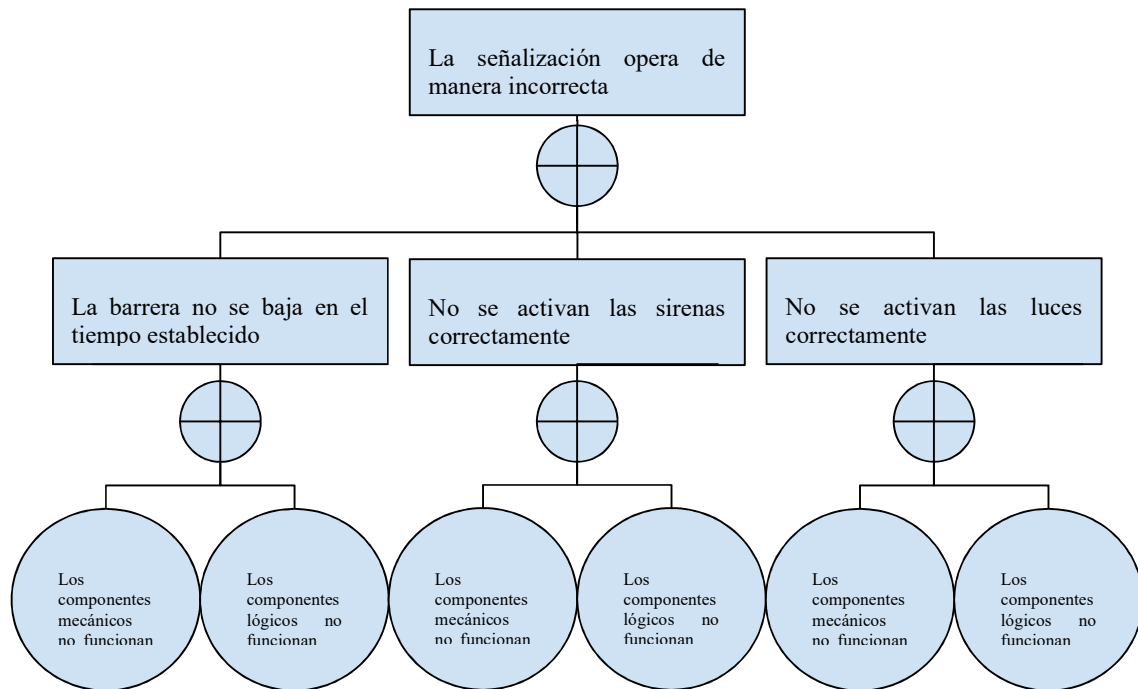 La señalización opera de
manera incorrecta
La barrera no se baja en el
tiempo establecido
No se activan las sirenas
correctamente
No se activan las luces
correctamente
Los
componentes
mecánicos
no funcionan
Los
componentes
lógicos no
funcionan
Los
componentes
mecánicos
no funcionan
Los
componentes
lógicos no
funcionan
Los
componentes
mecánicos
no funcionan
Los
componentes
lógicos no
funcionan